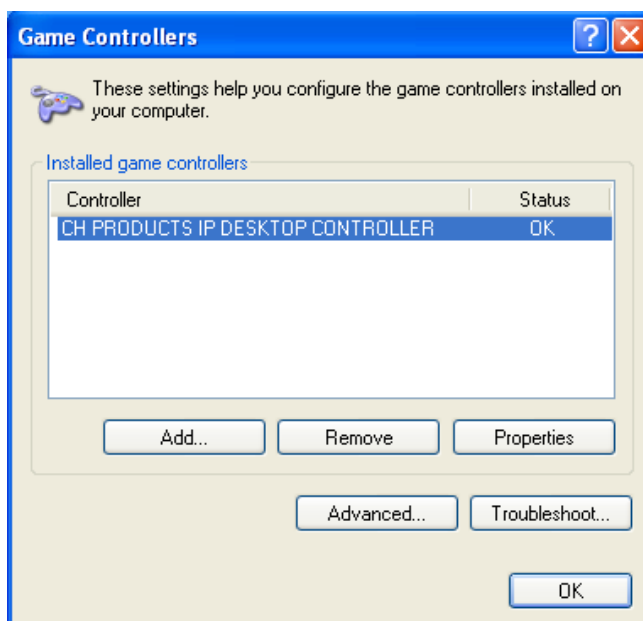 Game Controllers
These settings help you configure the game controllers installed on
your computer.
Installed game controllers
Controller Status
CH PRODUCTS IP DESKTOP CONTROLLER OK
Add... Remove Properties
Advanced... Troubleshoot...
OK